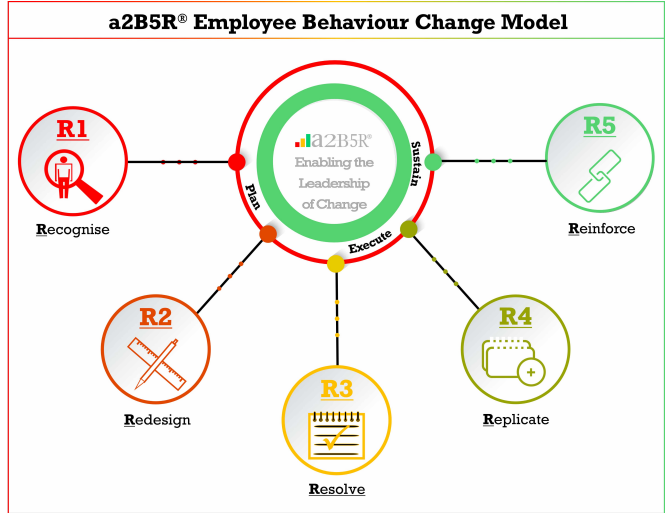 a2B5R® Employee Behaviour Change Model
R1
Recognise
R2
Redesign
R3
Resolve
R4
Replicate
R5
Reinforce
Plan
Execute
Sustain
a2B5R®
Enabling the
Leadership
of Change